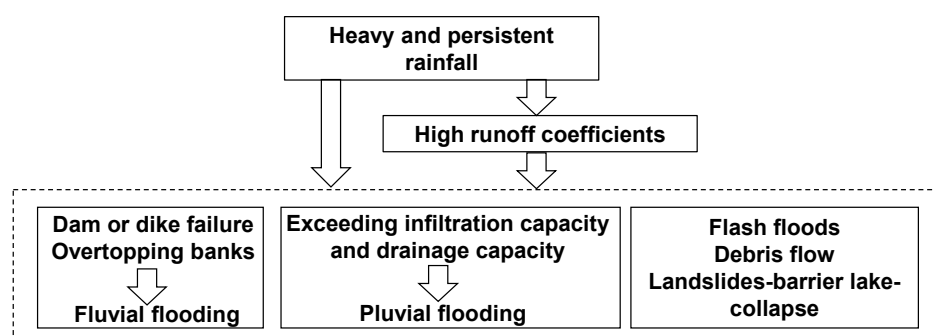 Heavy and persistent
rainfall
High runoff coefficients
Dam or dike failure
Overtopping banks
Fluvial flooding
Exceeding infiltration capacity
and drainage capacity
Pluvial flooding
Flash floods
Debris flow
Landslides-barrier lake-
collapse